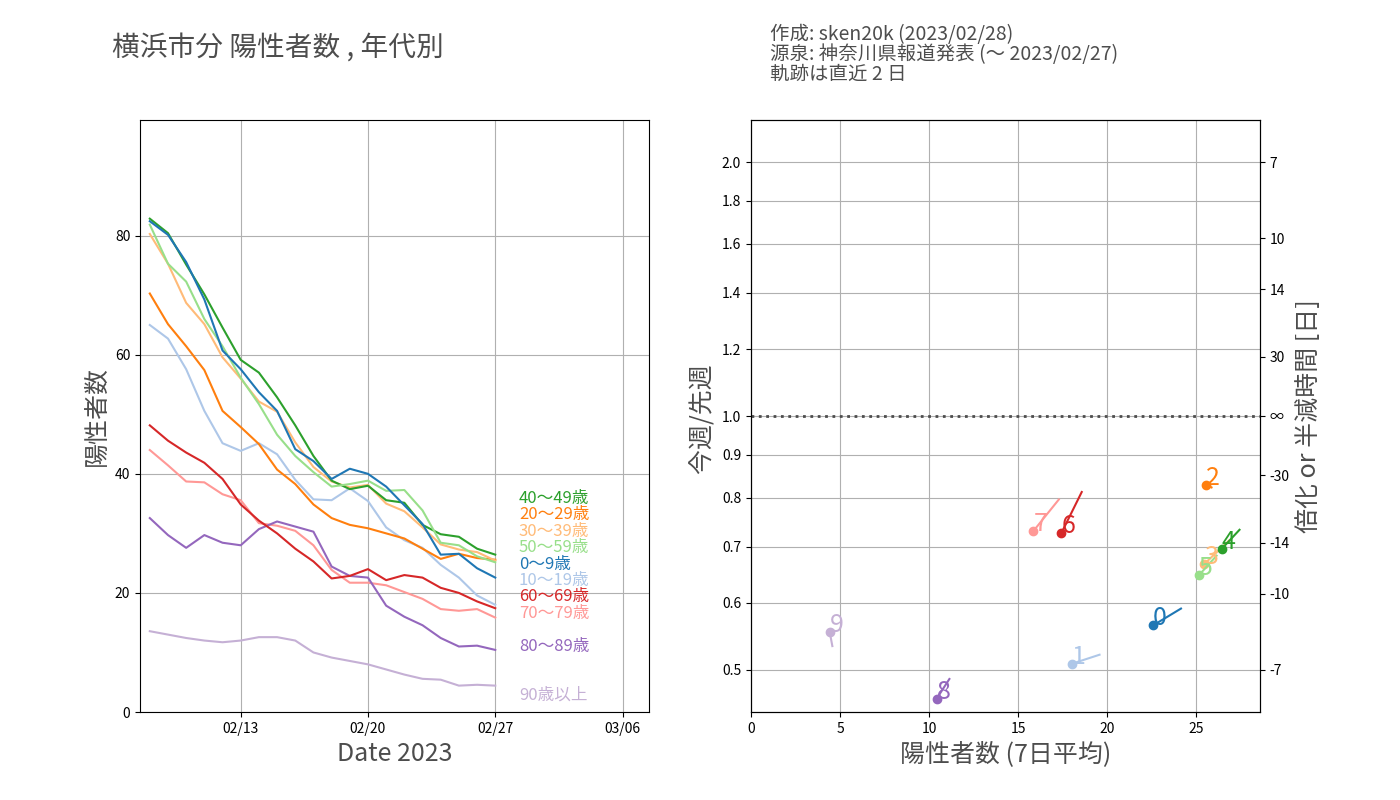 横浜市分 陽性者数 , 年代別
作成: sken20k (2023/02/28)
源泉: 神奈川県報道発表 (〜 2023/02/27)
軌跡は直近 2 日
陽性者数
80
60
40
20
0
02/13
02/20
02/27
03/06
Date 2023
40〜49歳
20〜29歳
30〜39歳
50〜59歳
0〜9歳
10〜19歳
60〜69歳
70〜79歳
80〜89歳
90歳以上
今週/先週
2.0
1.8
1.6
1.4
1.2
1.0
0.9
0.8
0.7
0.6
0.5
0
5
10
15
20
25
陽性者数 (7日平均)
7
10
14
30
∞
-30
-14
-10
-7
倍化 or 半減時間 [日]
2
7
6
4
3
5
0
9
1
8